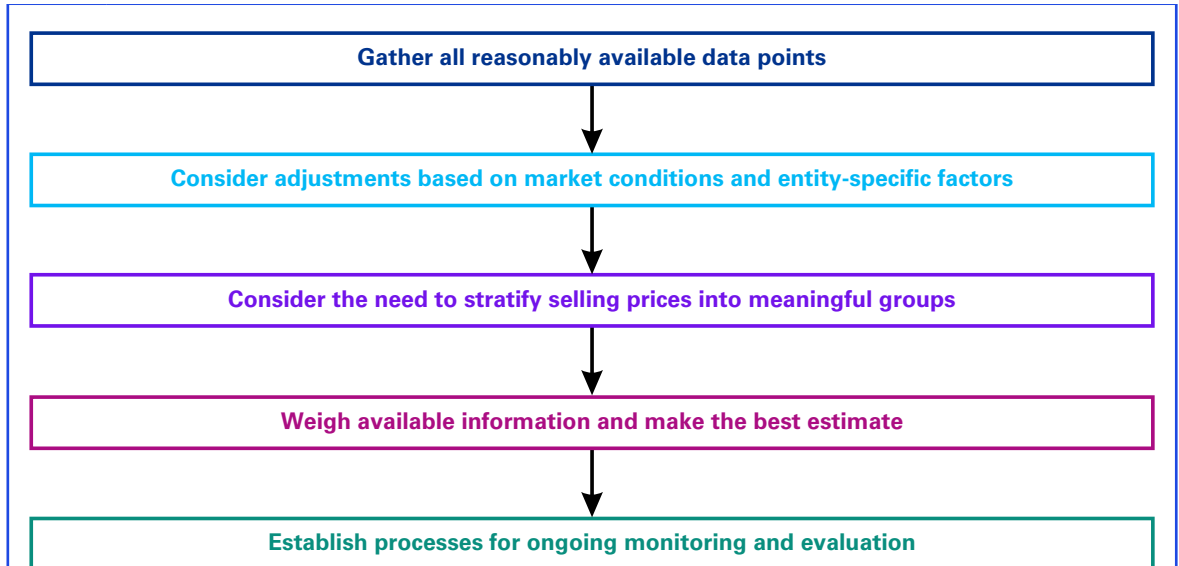 Gather all reasonably available data points
Consider adjustments based on market conditions and entity-specific factors
Consider the need to stratify selling prices into meaningful groups
Weigh available information and make the best estimate
Establish processes for ongoing monitoring and evaluation